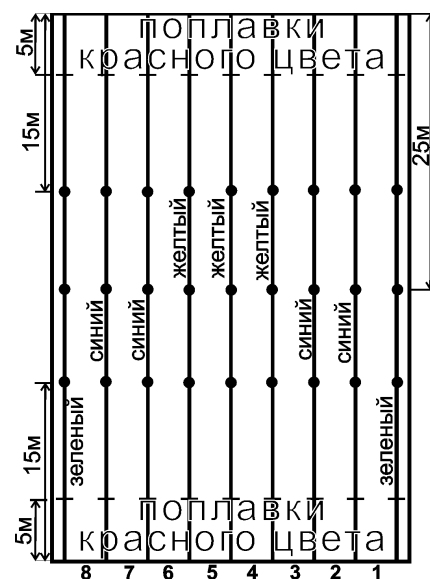 поплавки
красного цвета
5м
15м
25м
желтый
желтый
желтый
синий
синий
синий
синий
зеленый
зеленый
15м
5м
поплавки
красного цвета
8 7 6 5 4 3 2 1